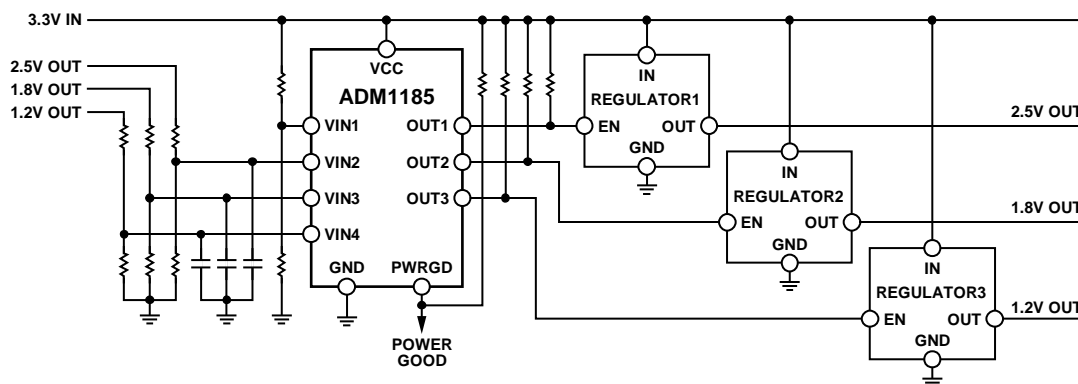 3.3V IN
2.5V OUT
1.8V OUT
1.2V OUT
VCC
ADM1185
VIN1
VIN2
VIN3
VIN4
OUT1
OUT2
OUT3
GND
PWRGD
POWER
GOOD
IN
REGULATOR1
EN
OUT
GND
2.5V OUT
IN
REGULATOR2
EN
OUT
GND
1.8V OUT
IN
REGULATOR3
EN
OUT
GND
1.2V OUT